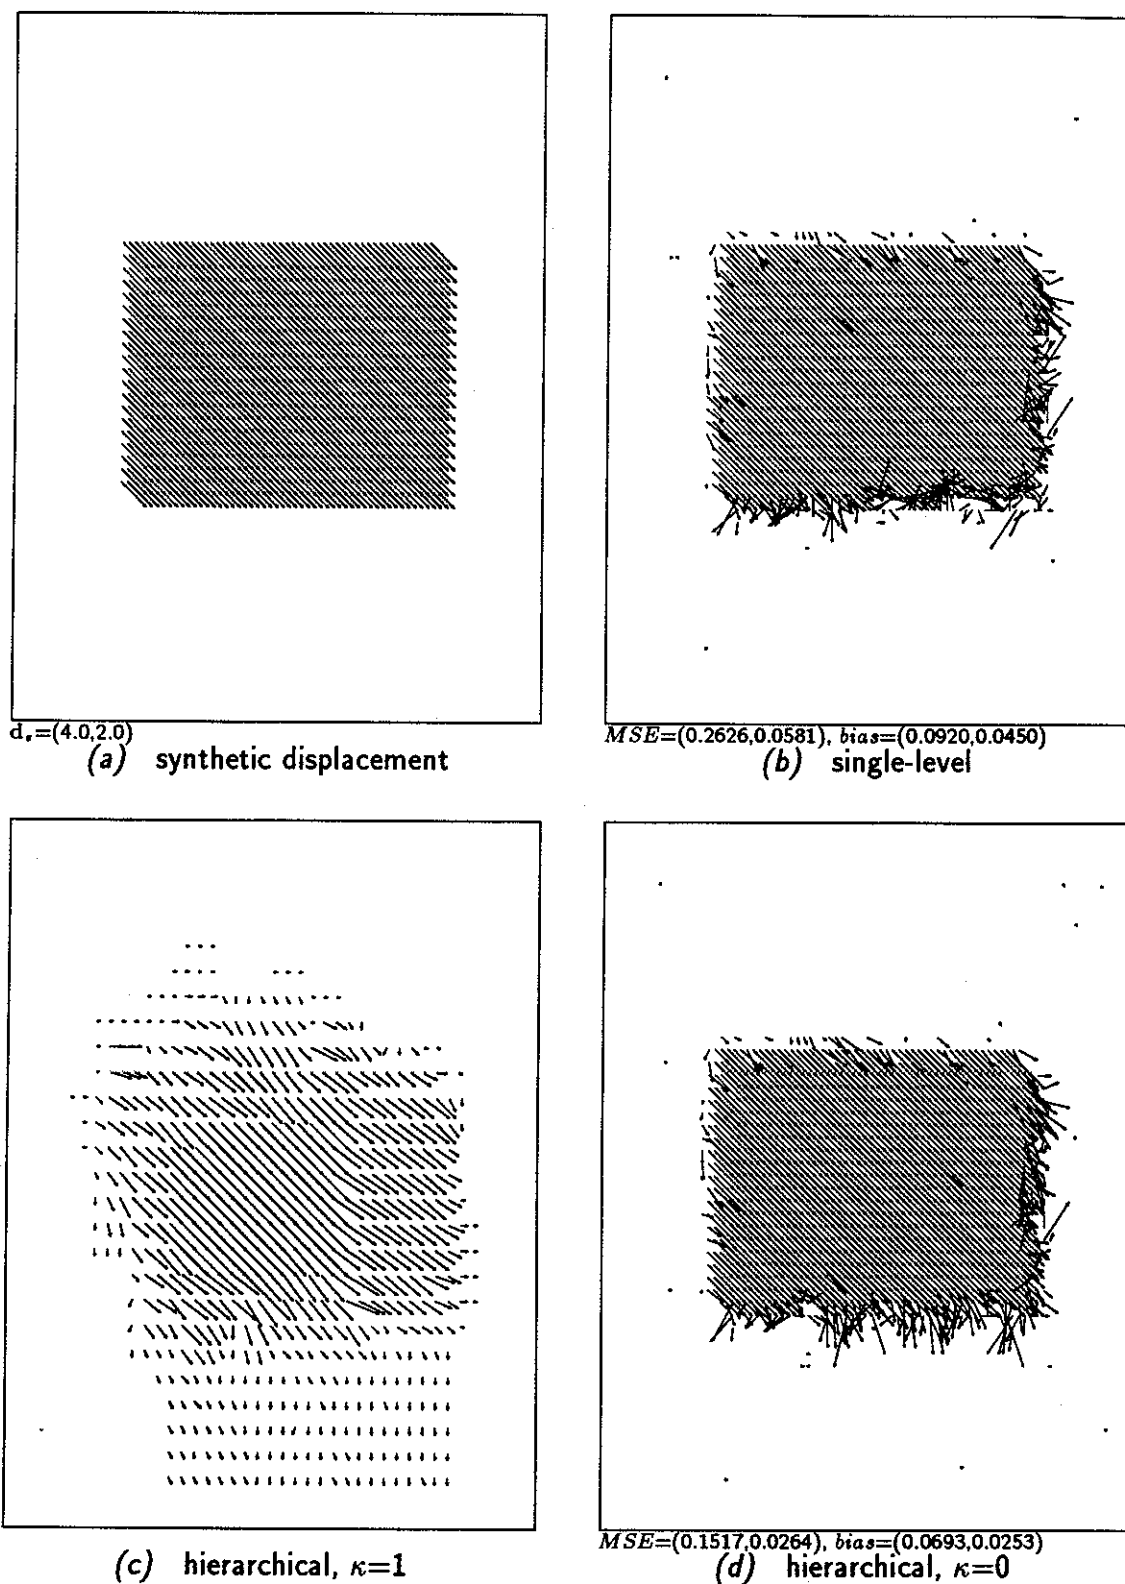 d_e=(4.0,2.0)
(a) synthetic displacement
MSE=(0.2626,0.0581), bias=(0.0920,0.0450)
(b) single-level
(c) hierarchical, κ=1
MSE=(0.1517,0.0264), bias=(0.0693,0.0253)
(d) hierarchical, κ=0